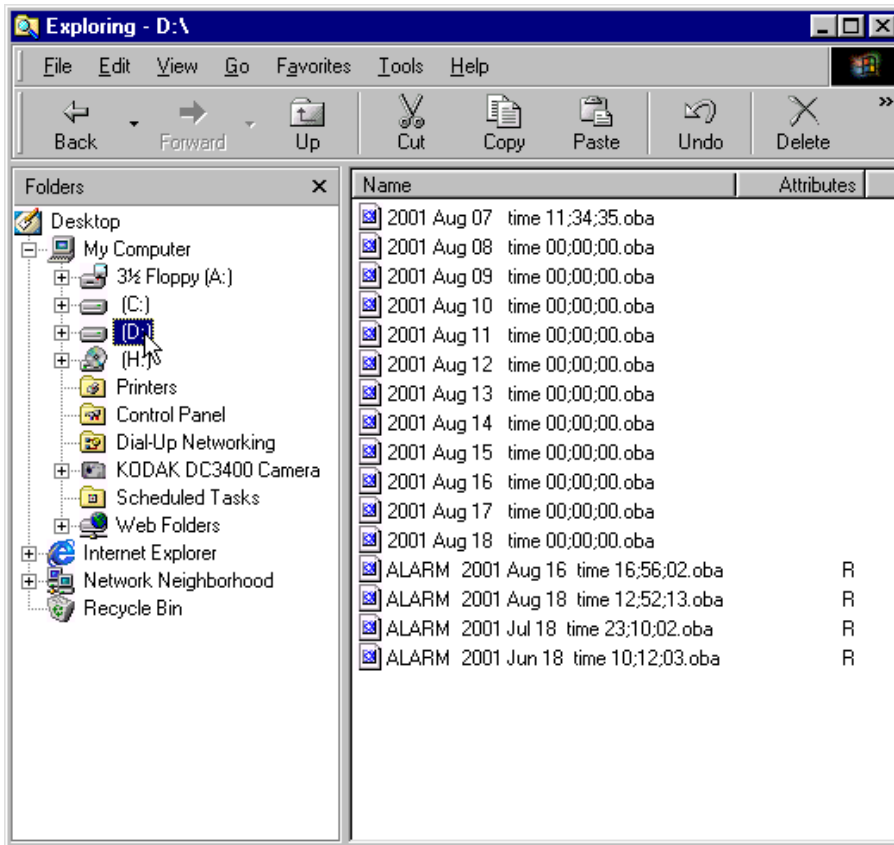 Exploring - D:\
File Edit View Go Favorites Tools Help
Back Forward Up Cut Copy Paste Undo Delete »
Folders
Name Attributes
Desktop
My Computer
3½ Floppy (A:)
(C:)
(D:)
(H:)
Printers
Control Panel
Dial-Up Networking
KODAK DC3400 Camera
Scheduled Tasks
Web Folders
Internet Explorer
Network Neighborhood
Recycle Bin
2001 Aug 07 time 11;34;35.oba
2001 Aug 08 time 00;00;00.oba
2001 Aug 09 time 00;00;00.oba
2001 Aug 10 time 00;00;00.oba
2001 Aug 11 time 00;00;00.oba
2001 Aug 12 time 00;00;00.oba
2001 Aug 13 time 00;00;00.oba
2001 Aug 14 time 00;00;00.oba
2001 Aug 15 time 00;00;00.oba
2001 Aug 16 time 00;00;00.oba
2001 Aug 17 time 00;00;00.oba
2001 Aug 18 time 00;00;00.oba
ALARM 2001 Aug 16 time 16;56;02.oba R
ALARM 2001 Aug 18 time 12;52;13.oba R
ALARM 2001 Jul 18 time 23;10;02.oba R
ALARM 2001 Jun 18 time 10;12;03.oba R